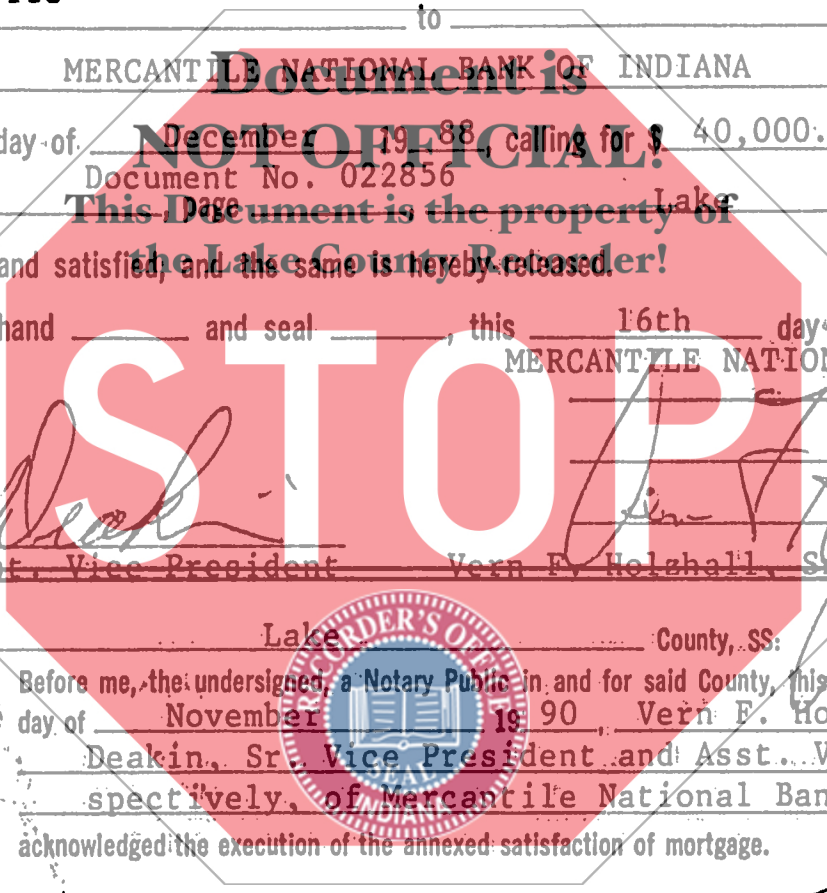 to
MERCANTILE NATIONAL BANK OF INDIANA
Document is
day of December 19 88, calling for $ 40,000.
NOT OFFICIAL!
Document No. 022856
, page , Lake
This Document is the property of
the Lake County Recorder!
and satisfied, and the same is hereby released.
hand and seal , this 16th day
MERCANTILE NATION
STOP
Deakin
Vice President Vern F. Holzhall, S
Lake County, SS:
RECORDER'S OFFICE
Before me, the undersigned, a Notary Public in and for said County, this
day of November 19 90 Vern F. Ho
Deakin, Sr. Vice President and Asst. V
SEAL
spectively, of Mercantile National Ban
INDIANA
acknowledged the execution of the annexed satisfaction of mortgage.